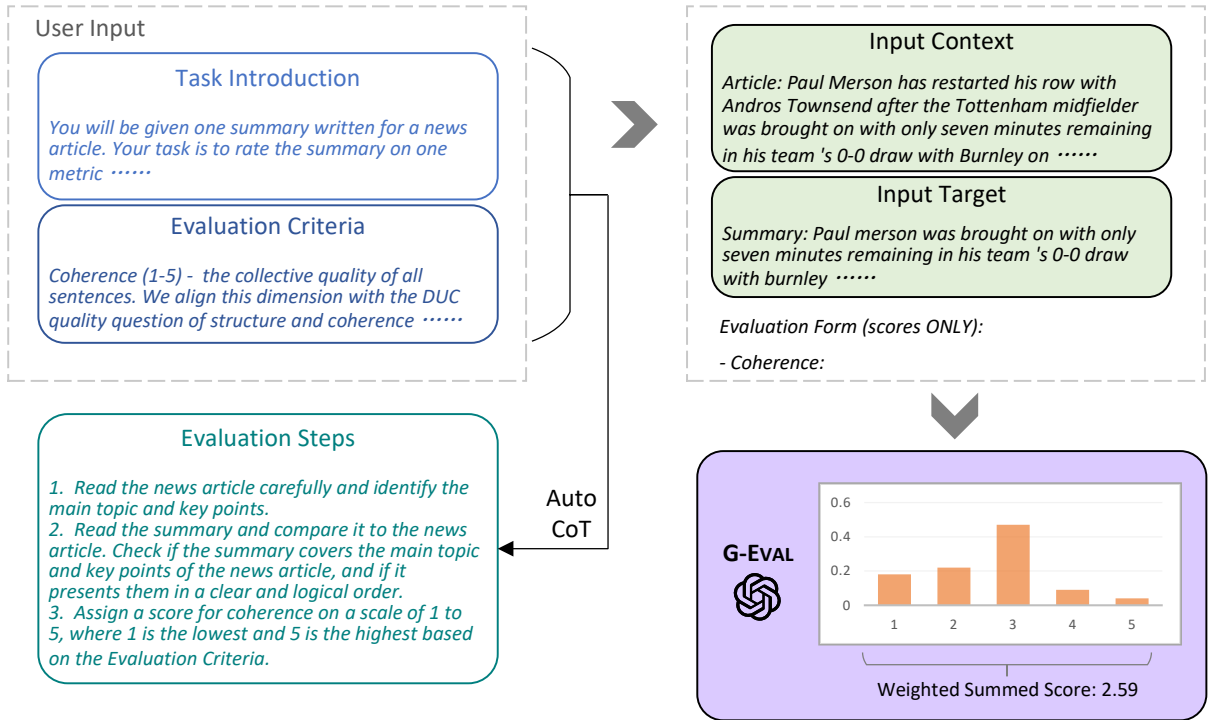 User Input
Task Introduction
You will be given one summary written for a news
article. Your task is to rate the summary on one
metric ······
Evaluation Criteria
Coherence (1-5) - the collective quality of all
sentences. We align this dimension with the DUC
quality question of structure and coherence ······
Evaluation Steps
1. Read the news article carefully and identify the
main topic and key points.
2. Read the summary and compare it to the news
article. Check if the summary covers the main topic
and key points of the news article, and if it
presents them in a clear and logical order.
3. Assign a score for coherence on a scale of 1 to
5, where 1 is the lowest and 5 is the highest based
on the Evaluation Criteria.
Auto
CoT
Input Context
Article: Paul Merson has restarted his row with
Andros Townsend after the Tottenham midfielder
was brought on with only seven minutes remaining
in his team 's 0-0 draw with Burnley on ······
Input Target
Summary: Paul merson was brought on with only
seven minutes remaining in his team 's 0-0 draw
with burnley ······
Evaluation Form (scores ONLY):
- Coherence:
G-EVAL
0.6
0.4
0.2
0
1 2 3 4 5
Weighted Summed Score: 2.59